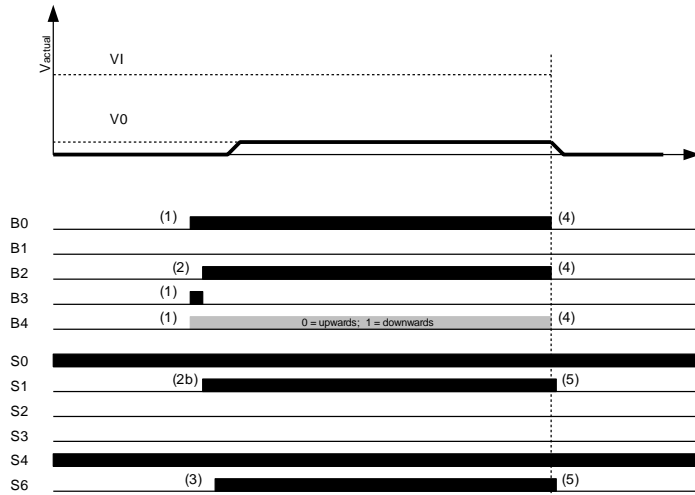 Vactual
VI
V0
B0 (1) (4)
B1
B2 (2) (4)
B3 (1)
B4 (1) 0 = upwards; 1 = downwards (4)
S0
S1 (2b) (5)
S2
S3
S4
S6 (3) (5)